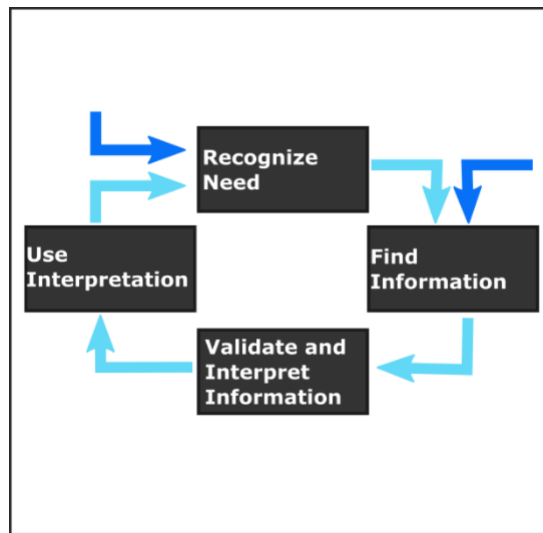 Recognize
Need
Use
Interpretation
Find
Information
Validate and
Interpret
Information